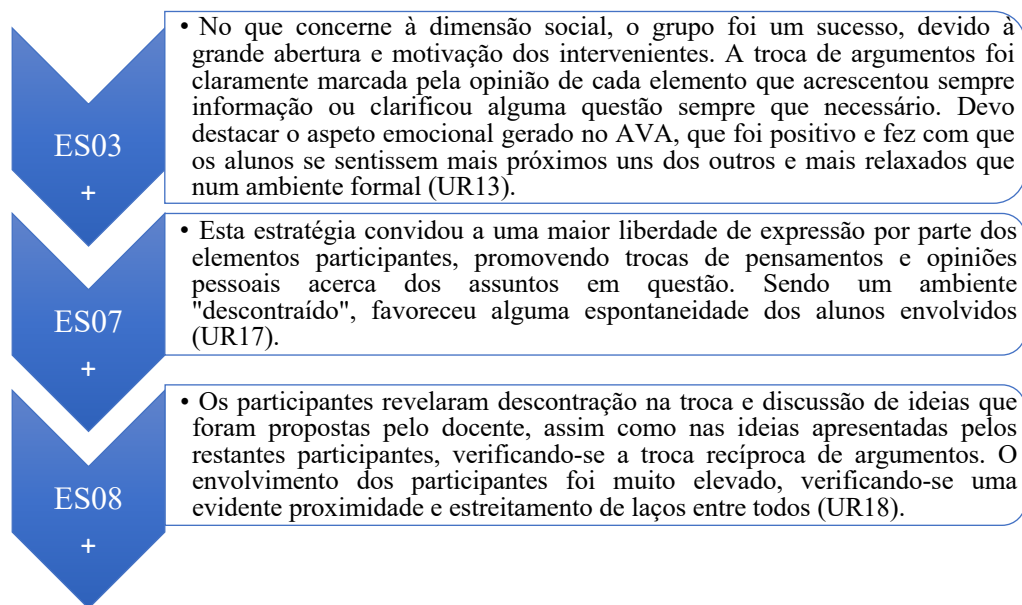 ES03
+
• No que concerne à dimensão social, o grupo foi um sucesso, devido à
grande abertura e motivação dos intervenientes. A troca de argumentos foi
claramente marcada pela opinião de cada elemento que acrescentou sempre
informação ou clarificou alguma questão sempre que necessário. Devo
destacar o aspeto emocional gerado no AVA, que foi positivo e fez com que
os alunos se sentissem mais próximos uns dos outros e mais relaxados que
num ambiente formal (UR13).
ES07
+
• Esta estratégia convidou a uma maior liberdade de expressão por parte dos
elementos participantes, promovendo trocas de pensamentos e opiniões
pessoais acerca dos assuntos em questão. Sendo um ambiente
"descontraído", favoreceu alguma espontaneidade dos alunos envolvidos
(UR17).
ES08
+
• Os participantes revelaram descontração na troca e discussão de ideias que
foram propostas pelo docente, assim como nas ideias apresentadas pelos
restantes participantes, verificando-se a troca recíproca de argumentos. O
envolvimento dos participantes foi muito elevado, verificando-se uma
evidente proximidade e estreitamento de laços entre todos (UR18).